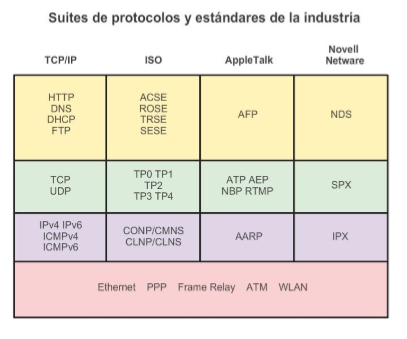 Suites de protocolos y estándares de la industria
TCP/IP
ISO
AppleTalk
Novell
Netware
HTTP
DNS
DHCP
FTP
ACSE
ROSE
TRSE
SESE
AFP
NDS
TCP
UDP
TP0 TP1
TP2
TP3 TP4
ATP AEP
NBP RTMP
SPX
IPv4 IPv6
ICMPv4
ICMPv6
CONP/CMNS
CLNP/CLNS
AARP
IPX
Ethernet PPP Frame Relay ATM WLAN